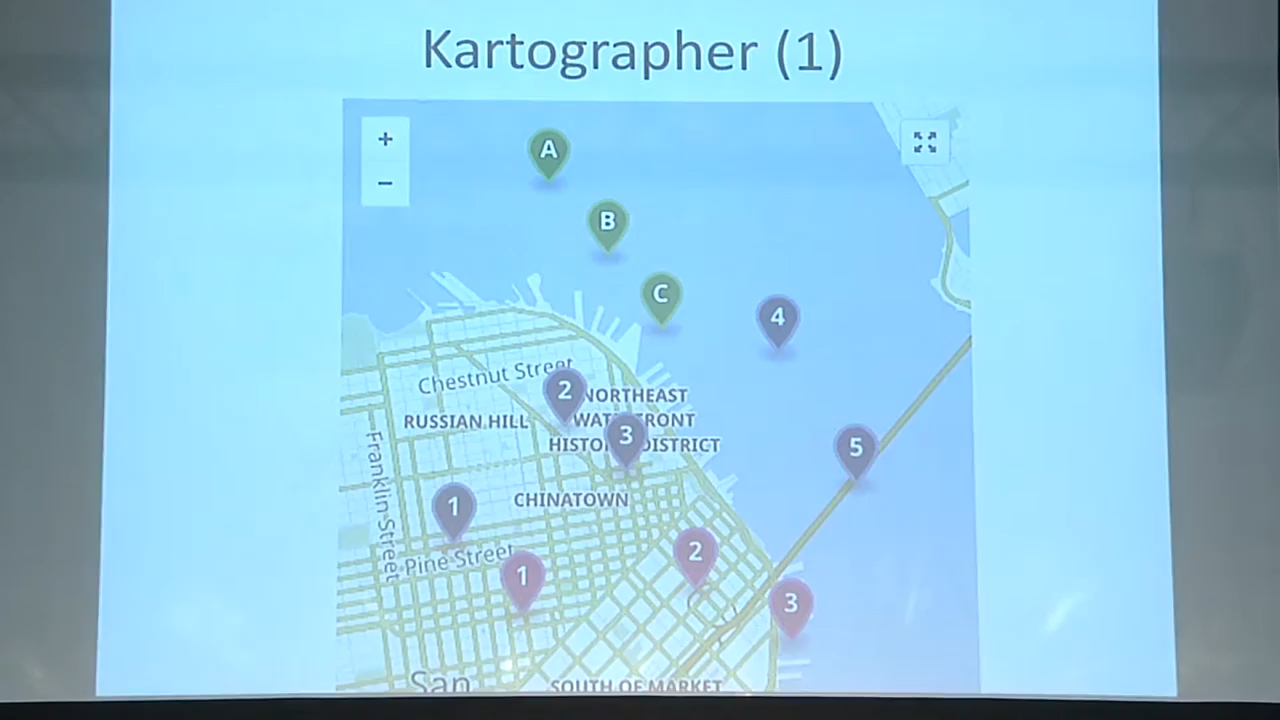 Kartographer (1)
+
−
A
B
C
4
Chestnut Street
2
NORTHEAST
RUSSIAN HILL
WATERFRONT
3
HISTORIC DISTRICT
5
Franklin Street
1
CHINATOWN
Pine Street
2
1
3
San
SOUTH OF MARKET